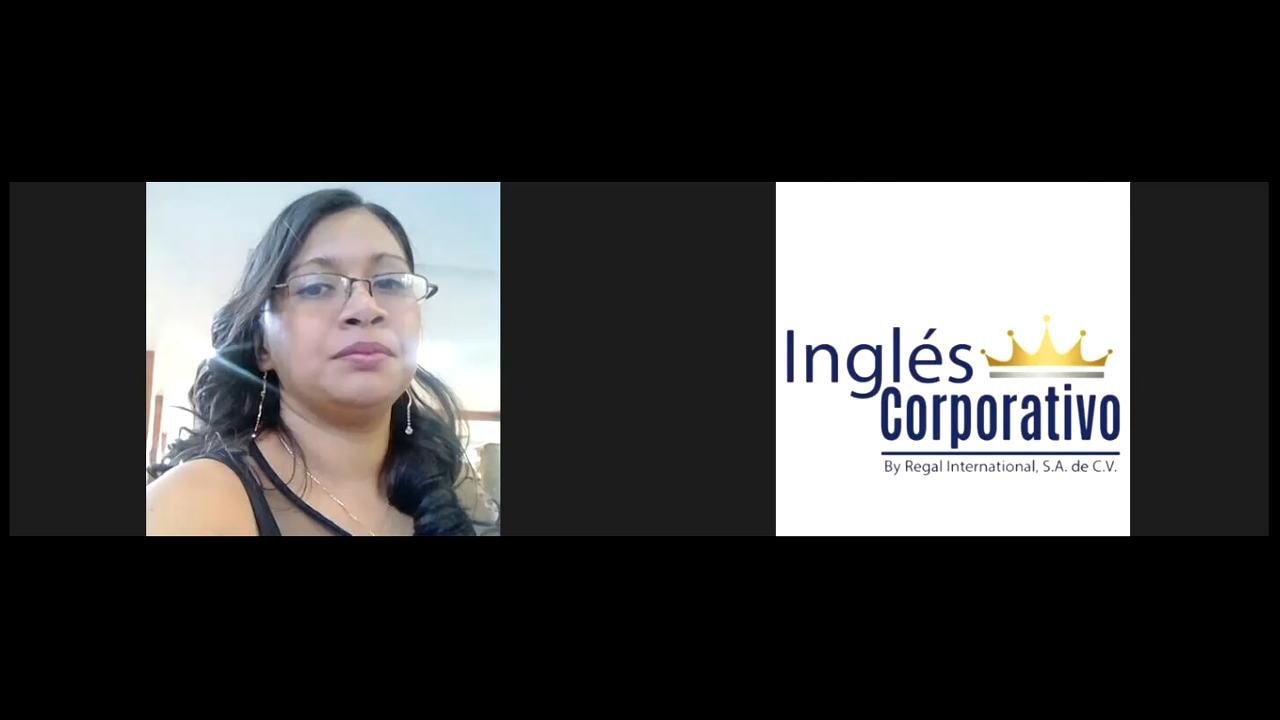 Inglés
Corporativo
By Regal International, S.A. de C.V.